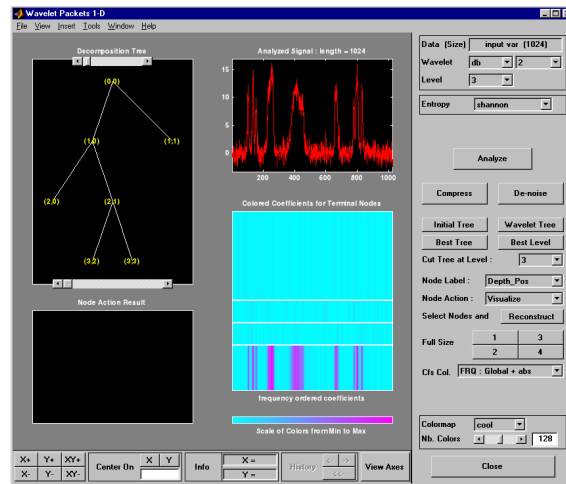 Wavelet Packets 1-D
File View Insert Tools Window Help
Decomposition Tree
(0,0)
(1,0)
(1,1)
(2,0)
(2,1)
(3,2)
(3,3)
Node Action Result
Analyzed Signal : length = 1024
15
10
5
0
200 400 600 800 1000
Colored Coefficients for Terminal Nodes
frequency ordered coefficients
Scale of Colors from Min to Max
Data (Size) input var (1024)
Wavelet db 2
Level 3
Entropy shannon
Analyze
Compress De-noise
Initial Tree Wavelet Tree
Best Tree Best Level
Cut Tree at Level : 3
Node Label : Depth_Pos
Node Action : Visualize
Select Nodes and Reconstruct
Full Size 1 3
2 4
Cfs Col. FRQ : Global + abs
Colormap cool
Nb. Colors 128
Close
X+ Y+ XY+
X- Y- XY-
Center On X Y
Info X =
Y =
History <- ->
<<-
View Axes